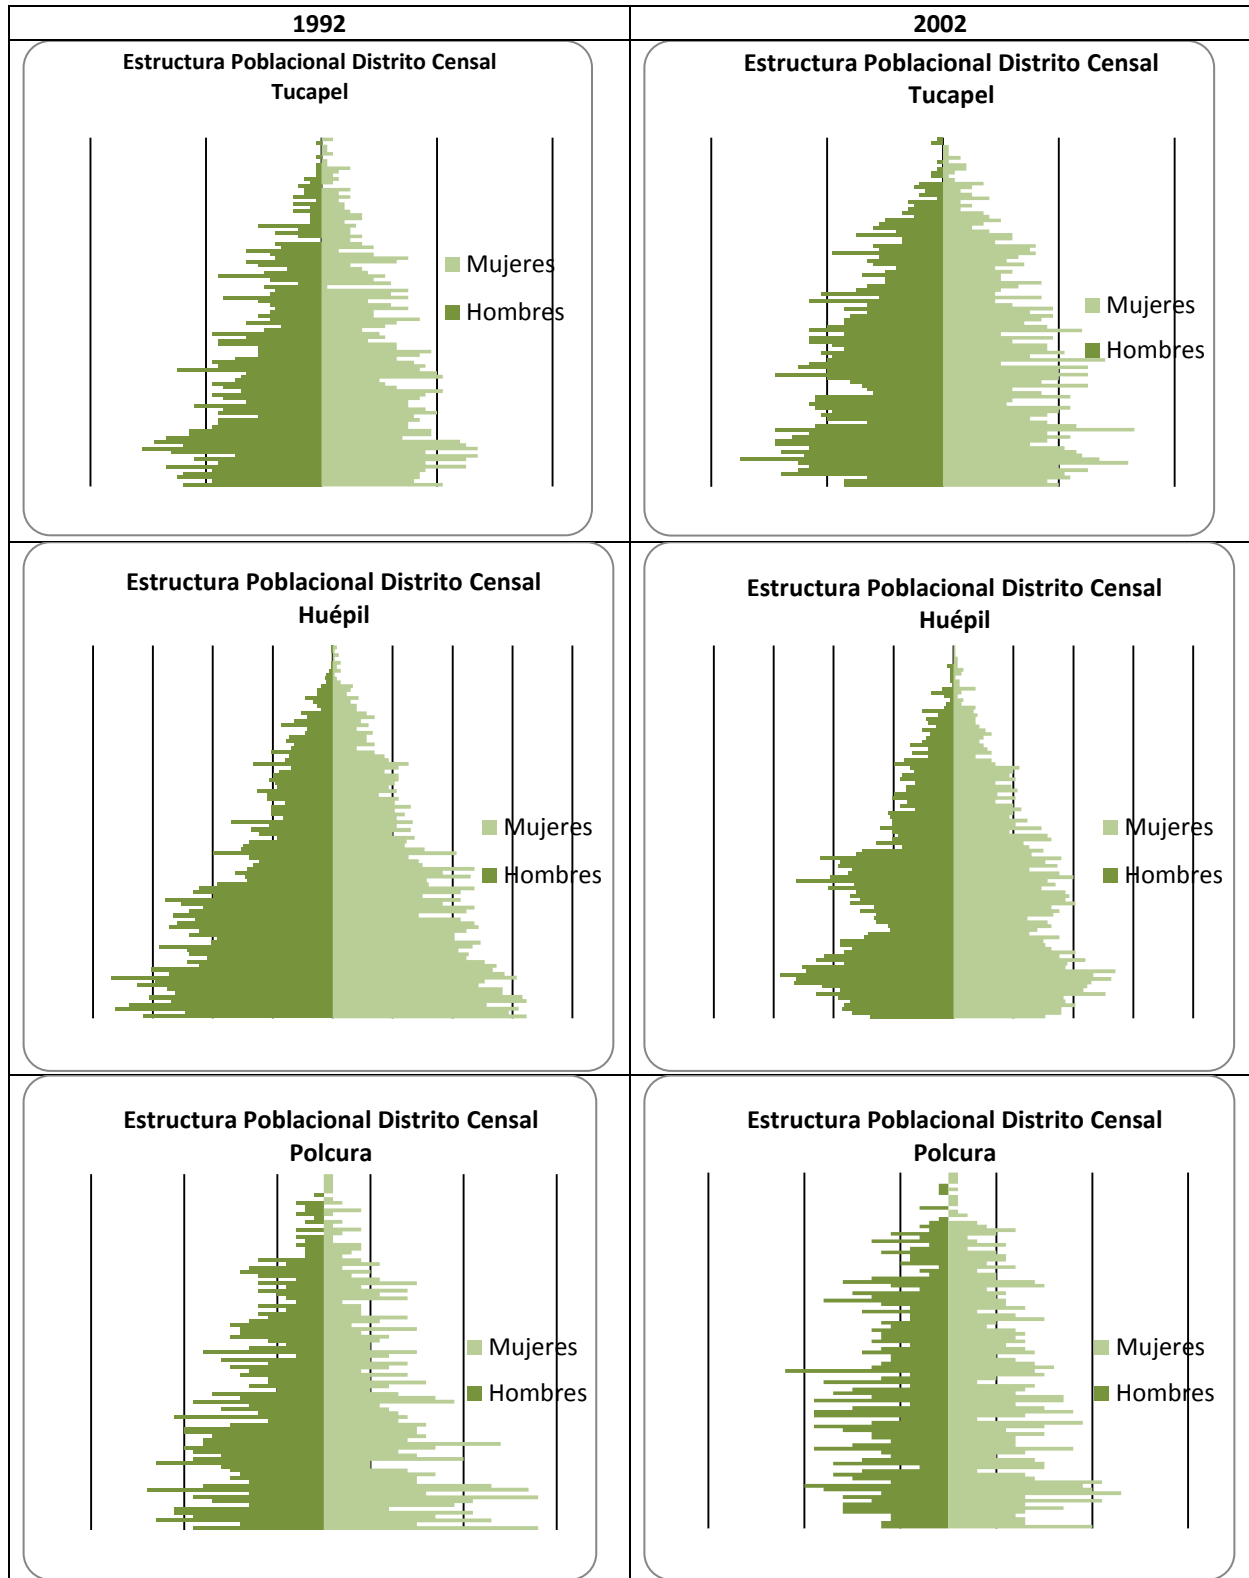 1992
2002
Estructura Poblacional Distrito Censal
Tucapel
Mujeres
Hombres
Estructura Poblacional Distrito Censal
Tucapel
Mujeres
Hombres
Estructura Poblacional Distrito Censal
Huépil
Mujeres
Hombres
Estructura Poblacional Distrito Censal
Huépil
Mujeres
Hombres
Estructura Poblacional Distrito Censal
Polcura
Mujeres
Hombres
Estructura Poblacional Distrito Censal
Polcura
Mujeres
Hombres